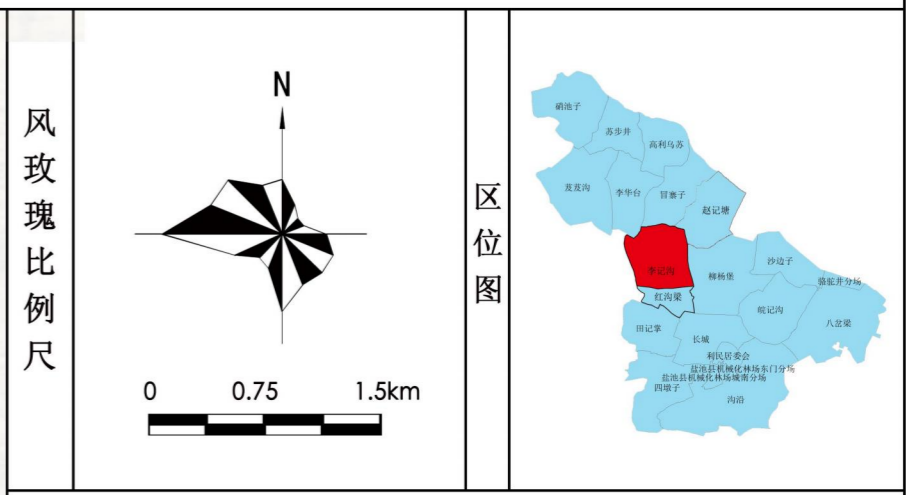 风玫瑰比例尺
N
0 0.75 1.5km
区位图
硝池子
苏步井
高利乌苏
芨芨沟
李华台
冒寨子
赵记塘
李记沟
柳杨堡
沙边子
骆驼井分场
红沟梁
皖记沟
八岔梁
田记掌
长城
利民居委会
盐池县机械化林场东门分场
盐池县机械化林场城南分场
四墩子
沟沿